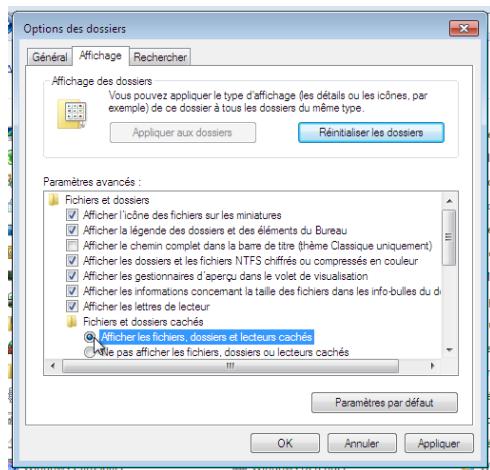 Options des dossiers
Général
Affichage
Rechercher
Affichage des dossiers
Vous pouvez appliquer le type d'affichage (les détails ou les icônes, par
exemple) de ce dossier à tous les dossiers du même type.
Appliquer aux dossiers
Réinitialiser les dossiers
Paramètres avancés :
Fichiers et dossiers
Afficher l'icône des fichiers sur les miniatures
Afficher la légende des dossiers et des éléments du Bureau
Afficher le chemin complet dans la barre de titre (thème Classique uniquement)
Afficher les dossiers et les fichiers NTFS chiffrés ou compressés en couleur
Afficher les gestionnaires d'aperçu dans le volet de visualisation
Afficher les informations concernant la taille des fichiers dans les info-bulles du d
Afficher les lettres de lecteur
Fichiers et dossiers cachés
Afficher les fichiers, dossiers et lecteurs cachés
Ne pas afficher les fichiers, dossiers ou lecteurs cachés
Paramètres par défaut
OK
Annuler
Appliquer